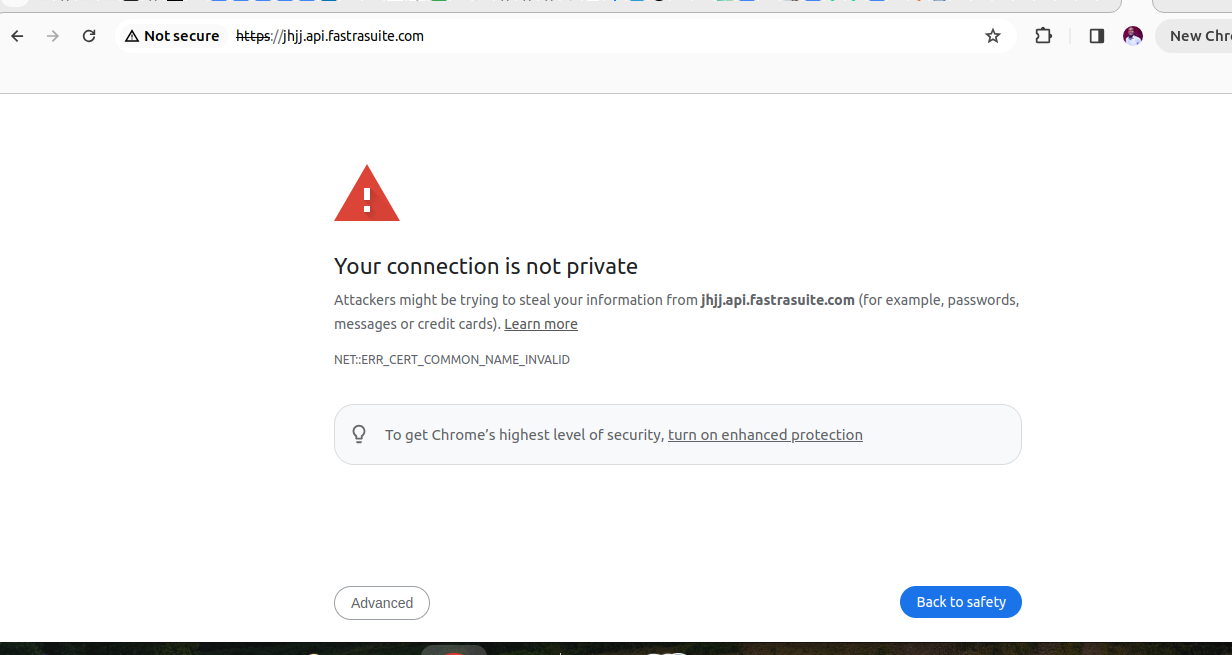 Not secure https://jhjj.api.fastrasuite.com
New Chr
Your connection is not private
Attackers might be trying to steal your information from jhjj.api.fastrasuite.com (for example, passwords,
messages or credit cards). Learn more
NET::ERR_CERT_COMMON_NAME_INVALID
To get Chrome’s highest level of security, turn on enhanced protection
Advanced
Back to safety